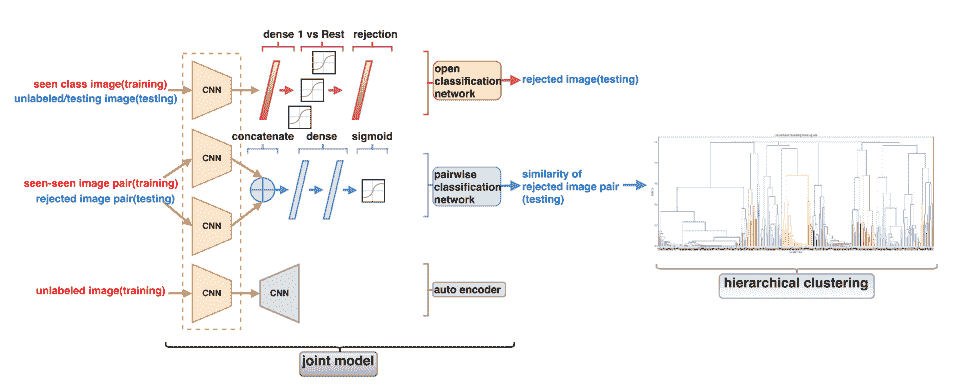 dense 1 vs Rest rejection
seen class image(training)
unlabeled/testing image(testing)
CNN
open
classification
network
rejected image(testing)
concatenate dense sigmoid
CNN
seen-seen image pair(training)
rejected image pair(testing)
CNN
pairwise
classification
network
similarity of
rejected image pair
(testing)
unlabeled image(training)
CNN
CNN
auto encoder
hierarchical clustering
joint model